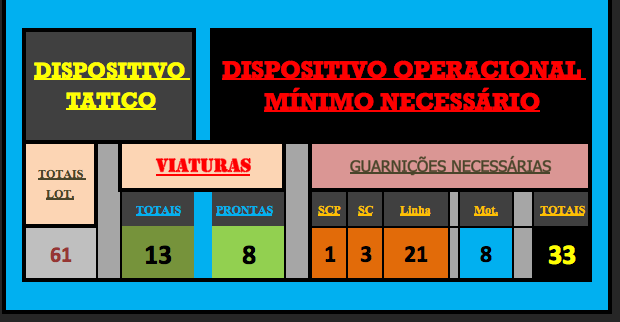 DISPOSITIVO
TATICO
DISPOSITIVO OPERACIONAL
MÍNIMO NECESSÁRIO
TOTAIS
LOT.
VIATURAS
GUARNIÇÕES NECESSÁRIAS
TOTAIS PRONTAS SCP SC Linha Mot. TOTAIS
61 13 8 1 3 21 8 33